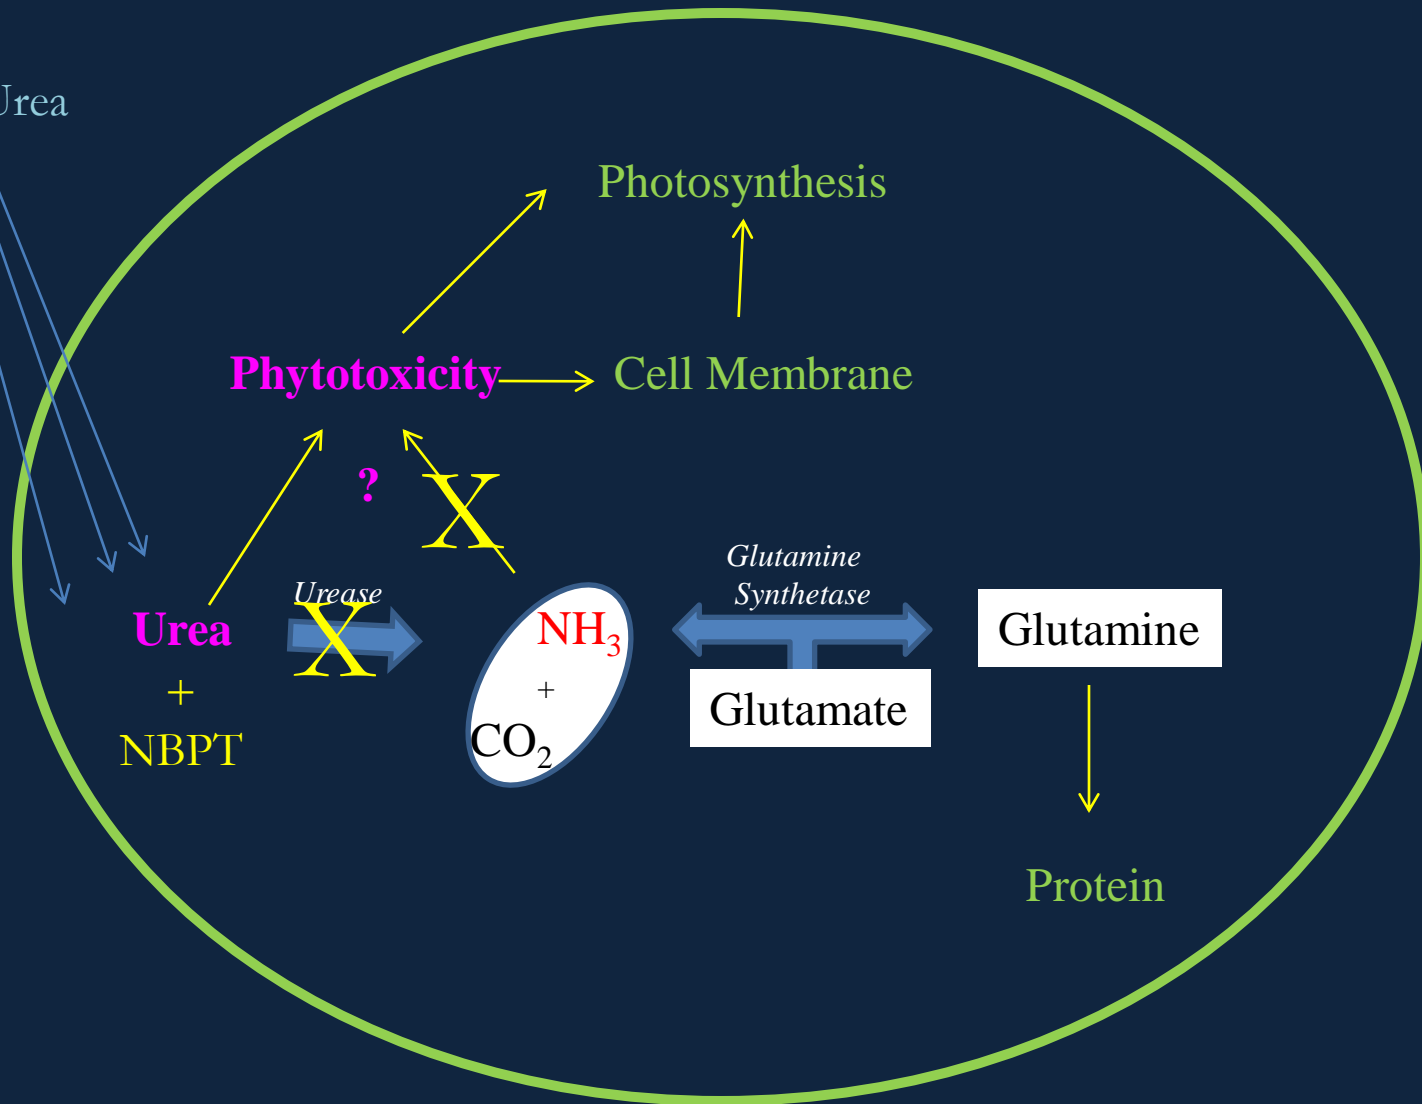 Urea
Photosynthesis
Phytotoxicity
Cell Membrane
?
X
Glutamine
Synthetase
Urease
X
Urea
+
NBPT
NH₃
+
CO₂
Glutamate
Glutamine
Protein